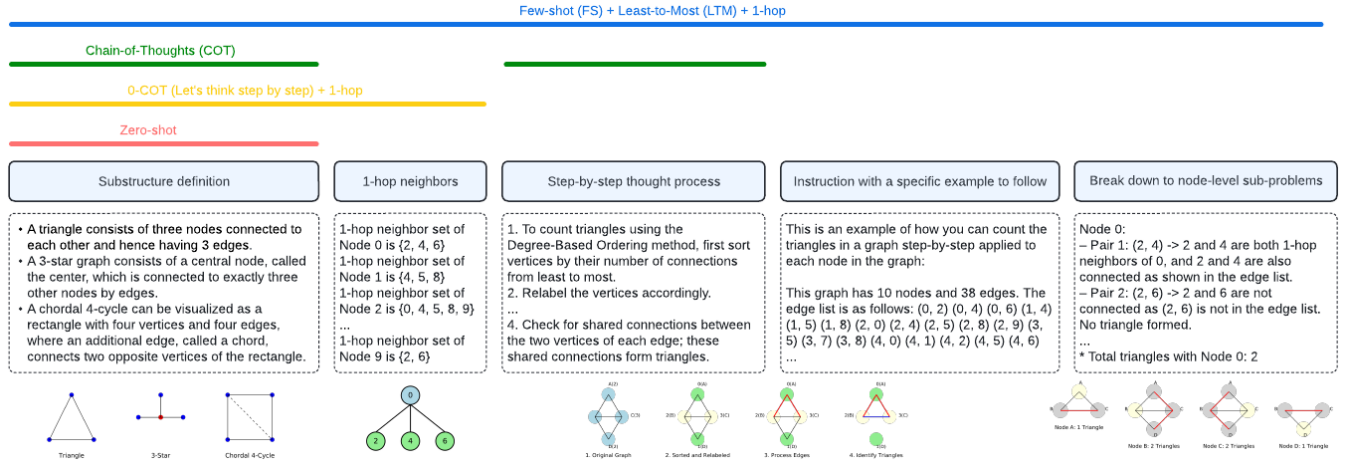 Few-shot (FS) + Least-to-Most (LTM) + 1-hop
Chain-of-Thoughts (COT)
0-COT (Let's think step by step) + 1-hop
Zero-shot
Substructure definition
1-hop neighbors
Step-by-step thought process
Instruction with a specific example to follow
Break down to node-level sub-problems
• A triangle consists of three nodes connected to
each other and hence having 3 edges.
• A 3-star graph consists of a central node, called
the center, which is connected to exactly three
other nodes by edges.
• A chordal 4-cycle can be visualized as a
rectangle with four vertices and four edges,
where an additional edge, called a chord,
connects two opposite vertices of the rectangle.
1-hop neighbor set of
Node 0 is {2, 4, 6}
1-hop neighbor set of
Node 1 is {4, 5, 8}
1-hop neighbor set of
Node 2 is {0, 4, 5, 8, 9}
...
1-hop neighbor set of
Node 9 is {2, 6}
1. To count triangles using the
Degree-Based Ordering method, first sort
vertices by their number of connections
from least to most.
2. Relabel the vertices accordingly.
...
4. Check for shared connections between
the two vertices of each edge; these
shared connections form triangles.
This is an example of how you can count the
triangles in a graph step-by-step applied to
each node in the graph:
This graph has 10 nodes and 38 edges. The
edge list is as follows: (0, 2) (0, 4) (0, 6) (1, 4)
(1, 5) (1, 8) (2, 0) (2, 4) (2, 5) (2, 8) (2, 9) (3,
5) (3, 7) (3, 8) (4, 0) (4, 1) (4, 2) (4, 5) (4, 6)
...
Node 0:
– Pair 1: (2, 4) -> 2 and 4 are both 1-hop
neighbors of 0, and 2 and 4 are also
connected as shown in the edge list.
– Pair 2: (2, 6) -> 2 and 6 are not
connected as (2, 6) is not in the edge list.
No triangle formed.
...
* Total triangles with Node 0: 2
Triangle
3-Star
Chordal 4-Cycle
0
2
4
6
A(2)
C(3)
D(2)
1. Original Graph
0(A)
2(B)
3(C)
1(D)
2. Sorted and Relabeled
0(A)
2(B)
3(C)
1(D)
3. Process Edges
0(A)
2(B)
3(C)
1(D)
4. Identify Triangles
A
B
C
Node A: 1 Triangle
A
B
C
D
Node B: 2 Triangles
A
B
C
D
Node C: 2 Triangles
B
C
D
Node D: 1 Triangle